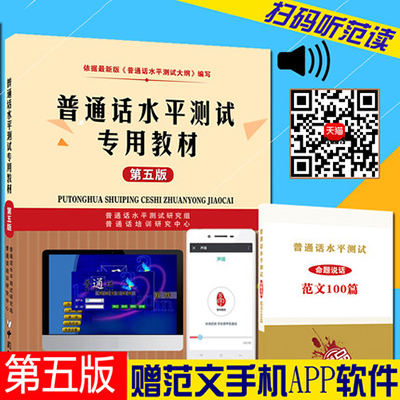 扫码听范读
依据最新版《普通话水平测试大纲》编写
普通话水平测试
专用教材
第五版
PUTONGHUA SHUIPING CESHI ZHUANYONG JIAOCAI
普通话水平测试研究组
普通话培训研究中心
普通话水平测试专用教材
第五版
天猫
普通话
声谣
普通话水平测试
命题说话
范文100篇
第五版
赠范文手机APP软件